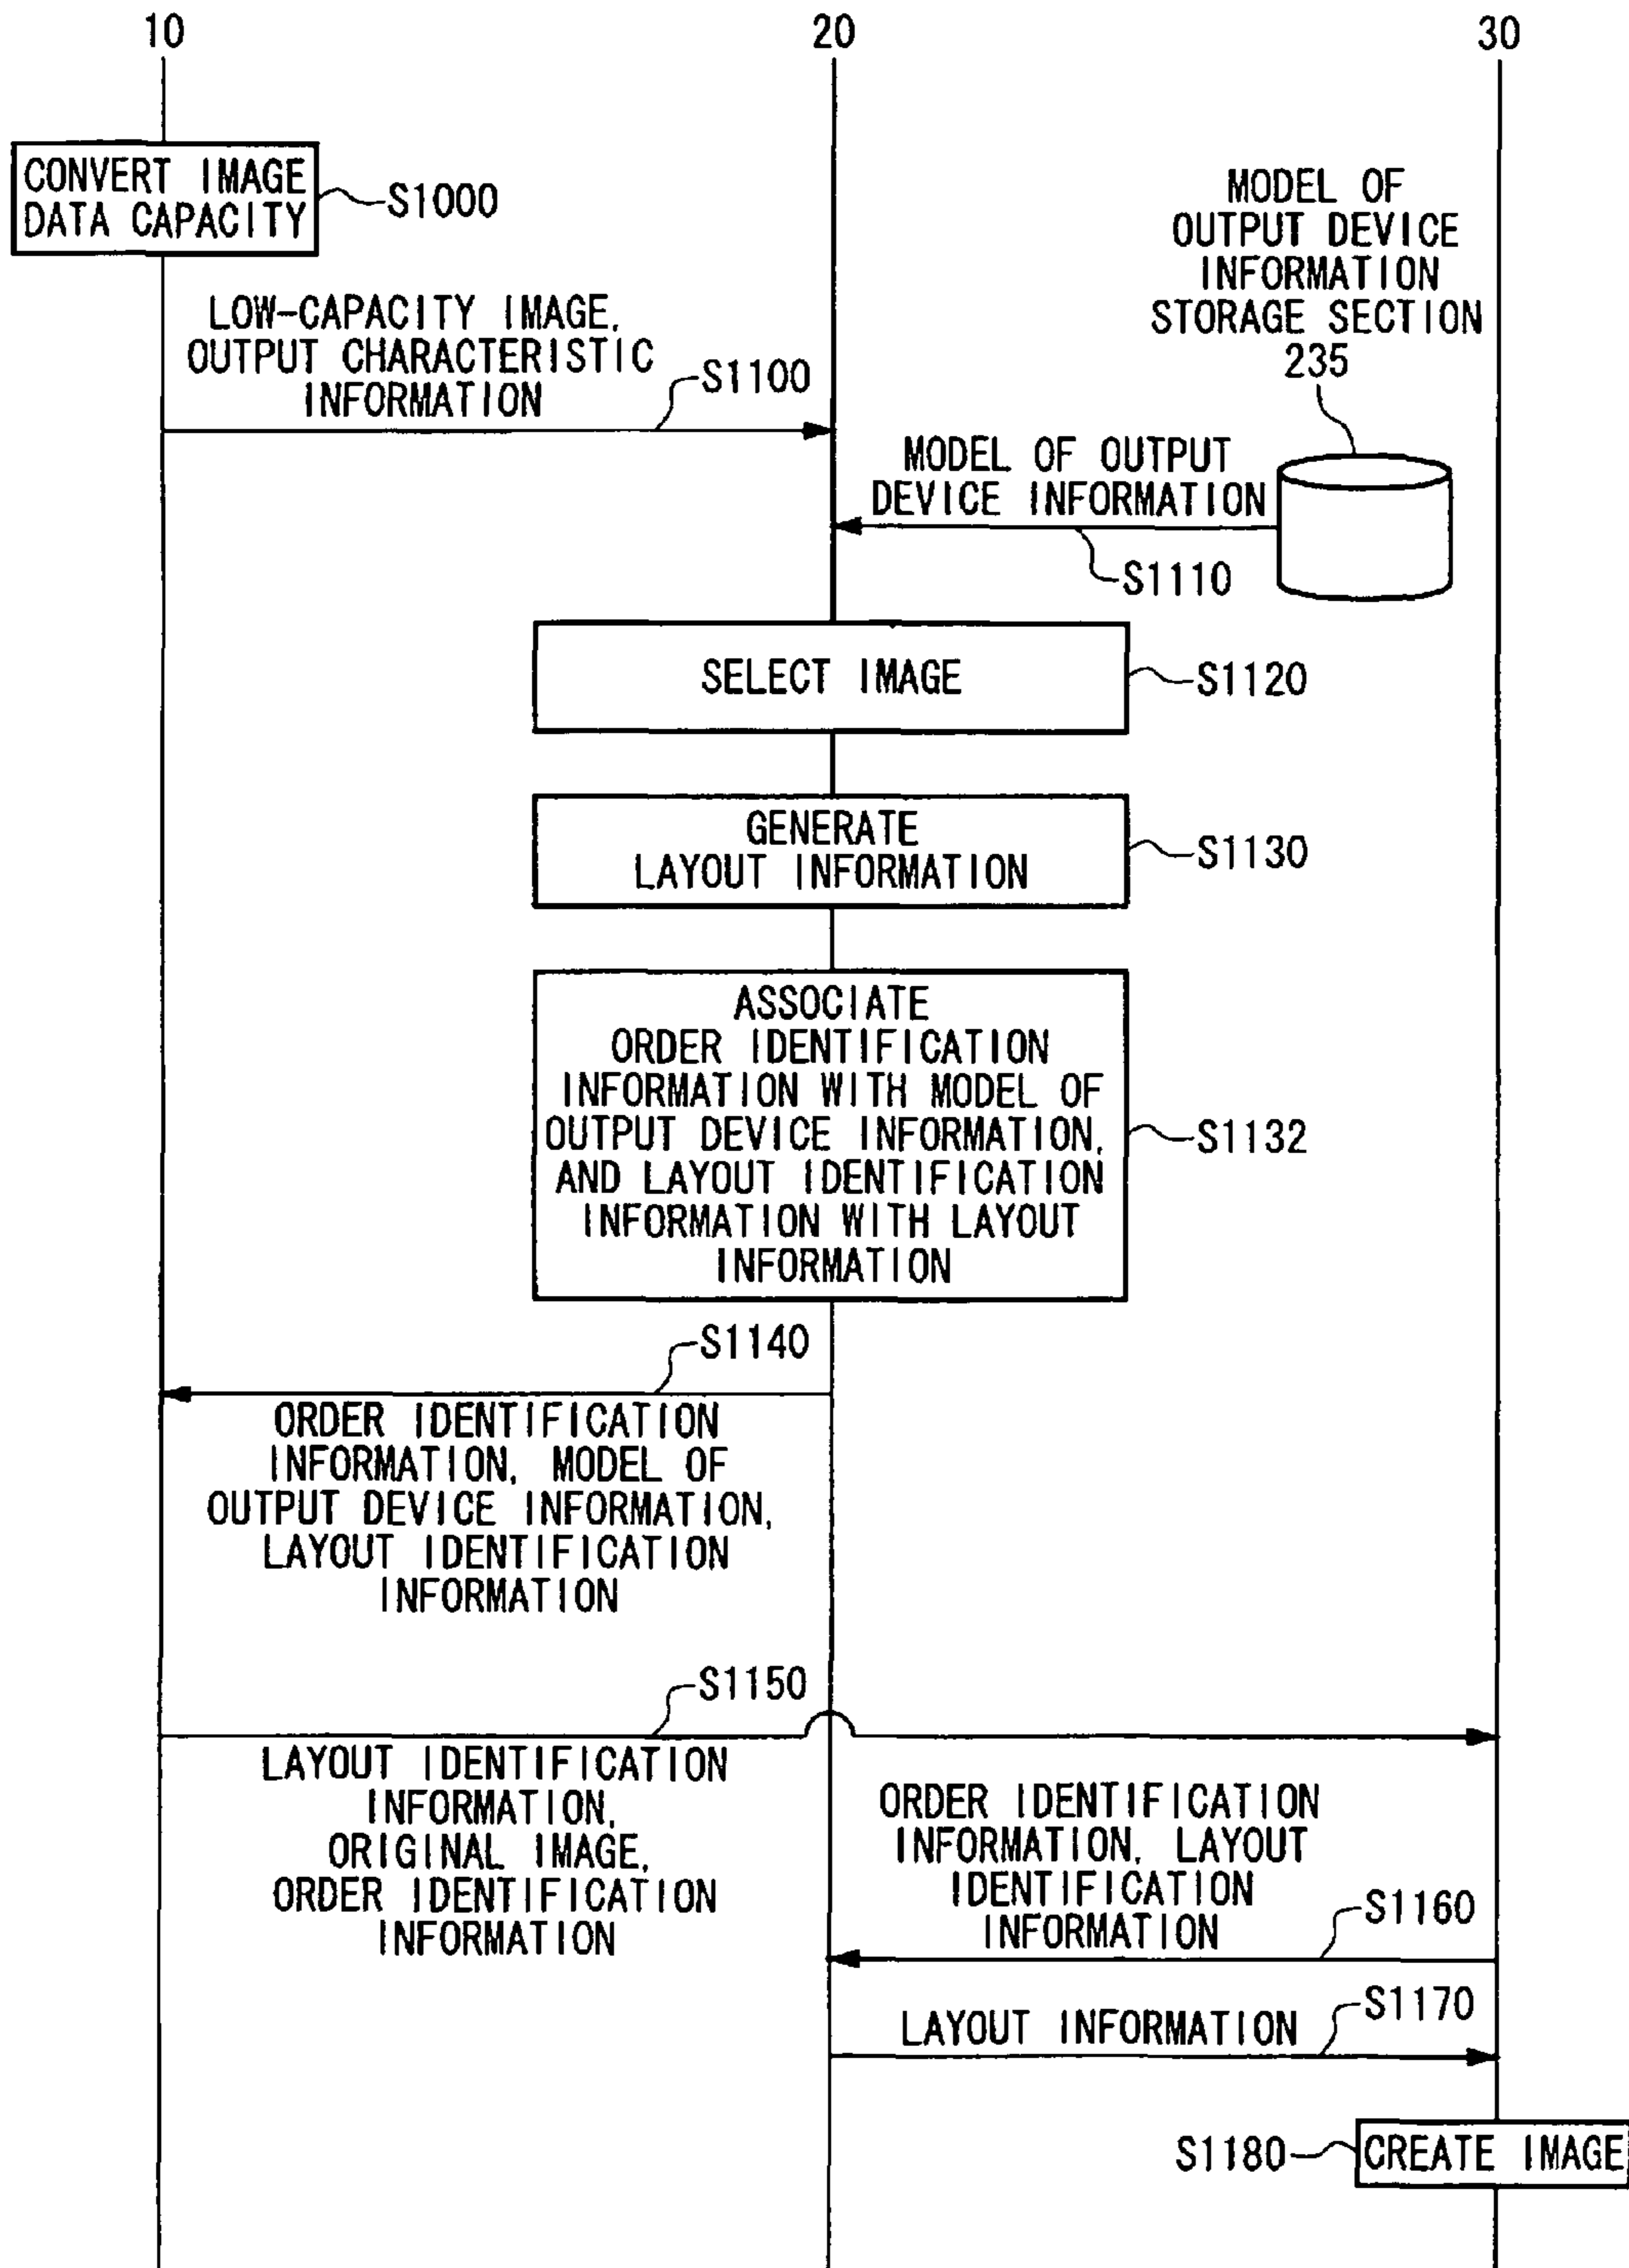 10
20
30
CONVERT IMAGE
DATA CAPACITY
S1000
MODEL OF
OUTPUT DEVICE
INFORMATION
STORAGE SECTION
235
LOW-CAPACITY IMAGE,
OUTPUT CHARACTERISTIC
INFORMATION
S1100
MODEL OF OUTPUT
DEVICE INFORMATION
S1110
SELECT IMAGE
S1120
GENERATE
LAYOUT INFORMATION
S1130
ASSOCIATE
ORDER IDENTIFICATION
INFORMATION WITH MODEL OF
OUTPUT DEVICE INFORMATION,
AND LAYOUT IDENTIFICATION
INFORMATION WITH LAYOUT
INFORMATION
S1132
S1140
ORDER IDENTIFICATION
INFORMATION, MODEL OF
OUTPUT DEVICE INFORMATION,
LAYOUT IDENTIFICATION
INFORMATION
S1150
LAYOUT IDENTIFICATION
INFORMATION,
ORIGINAL IMAGE,
ORDER IDENTIFICATION
INFORMATION
ORDER IDENTIFICATION
INFORMATION, LAYOUT
IDENTIFICATION
INFORMATION
S1160
LAYOUT INFORMATION
S1170
S1180
CREATE IMAGE